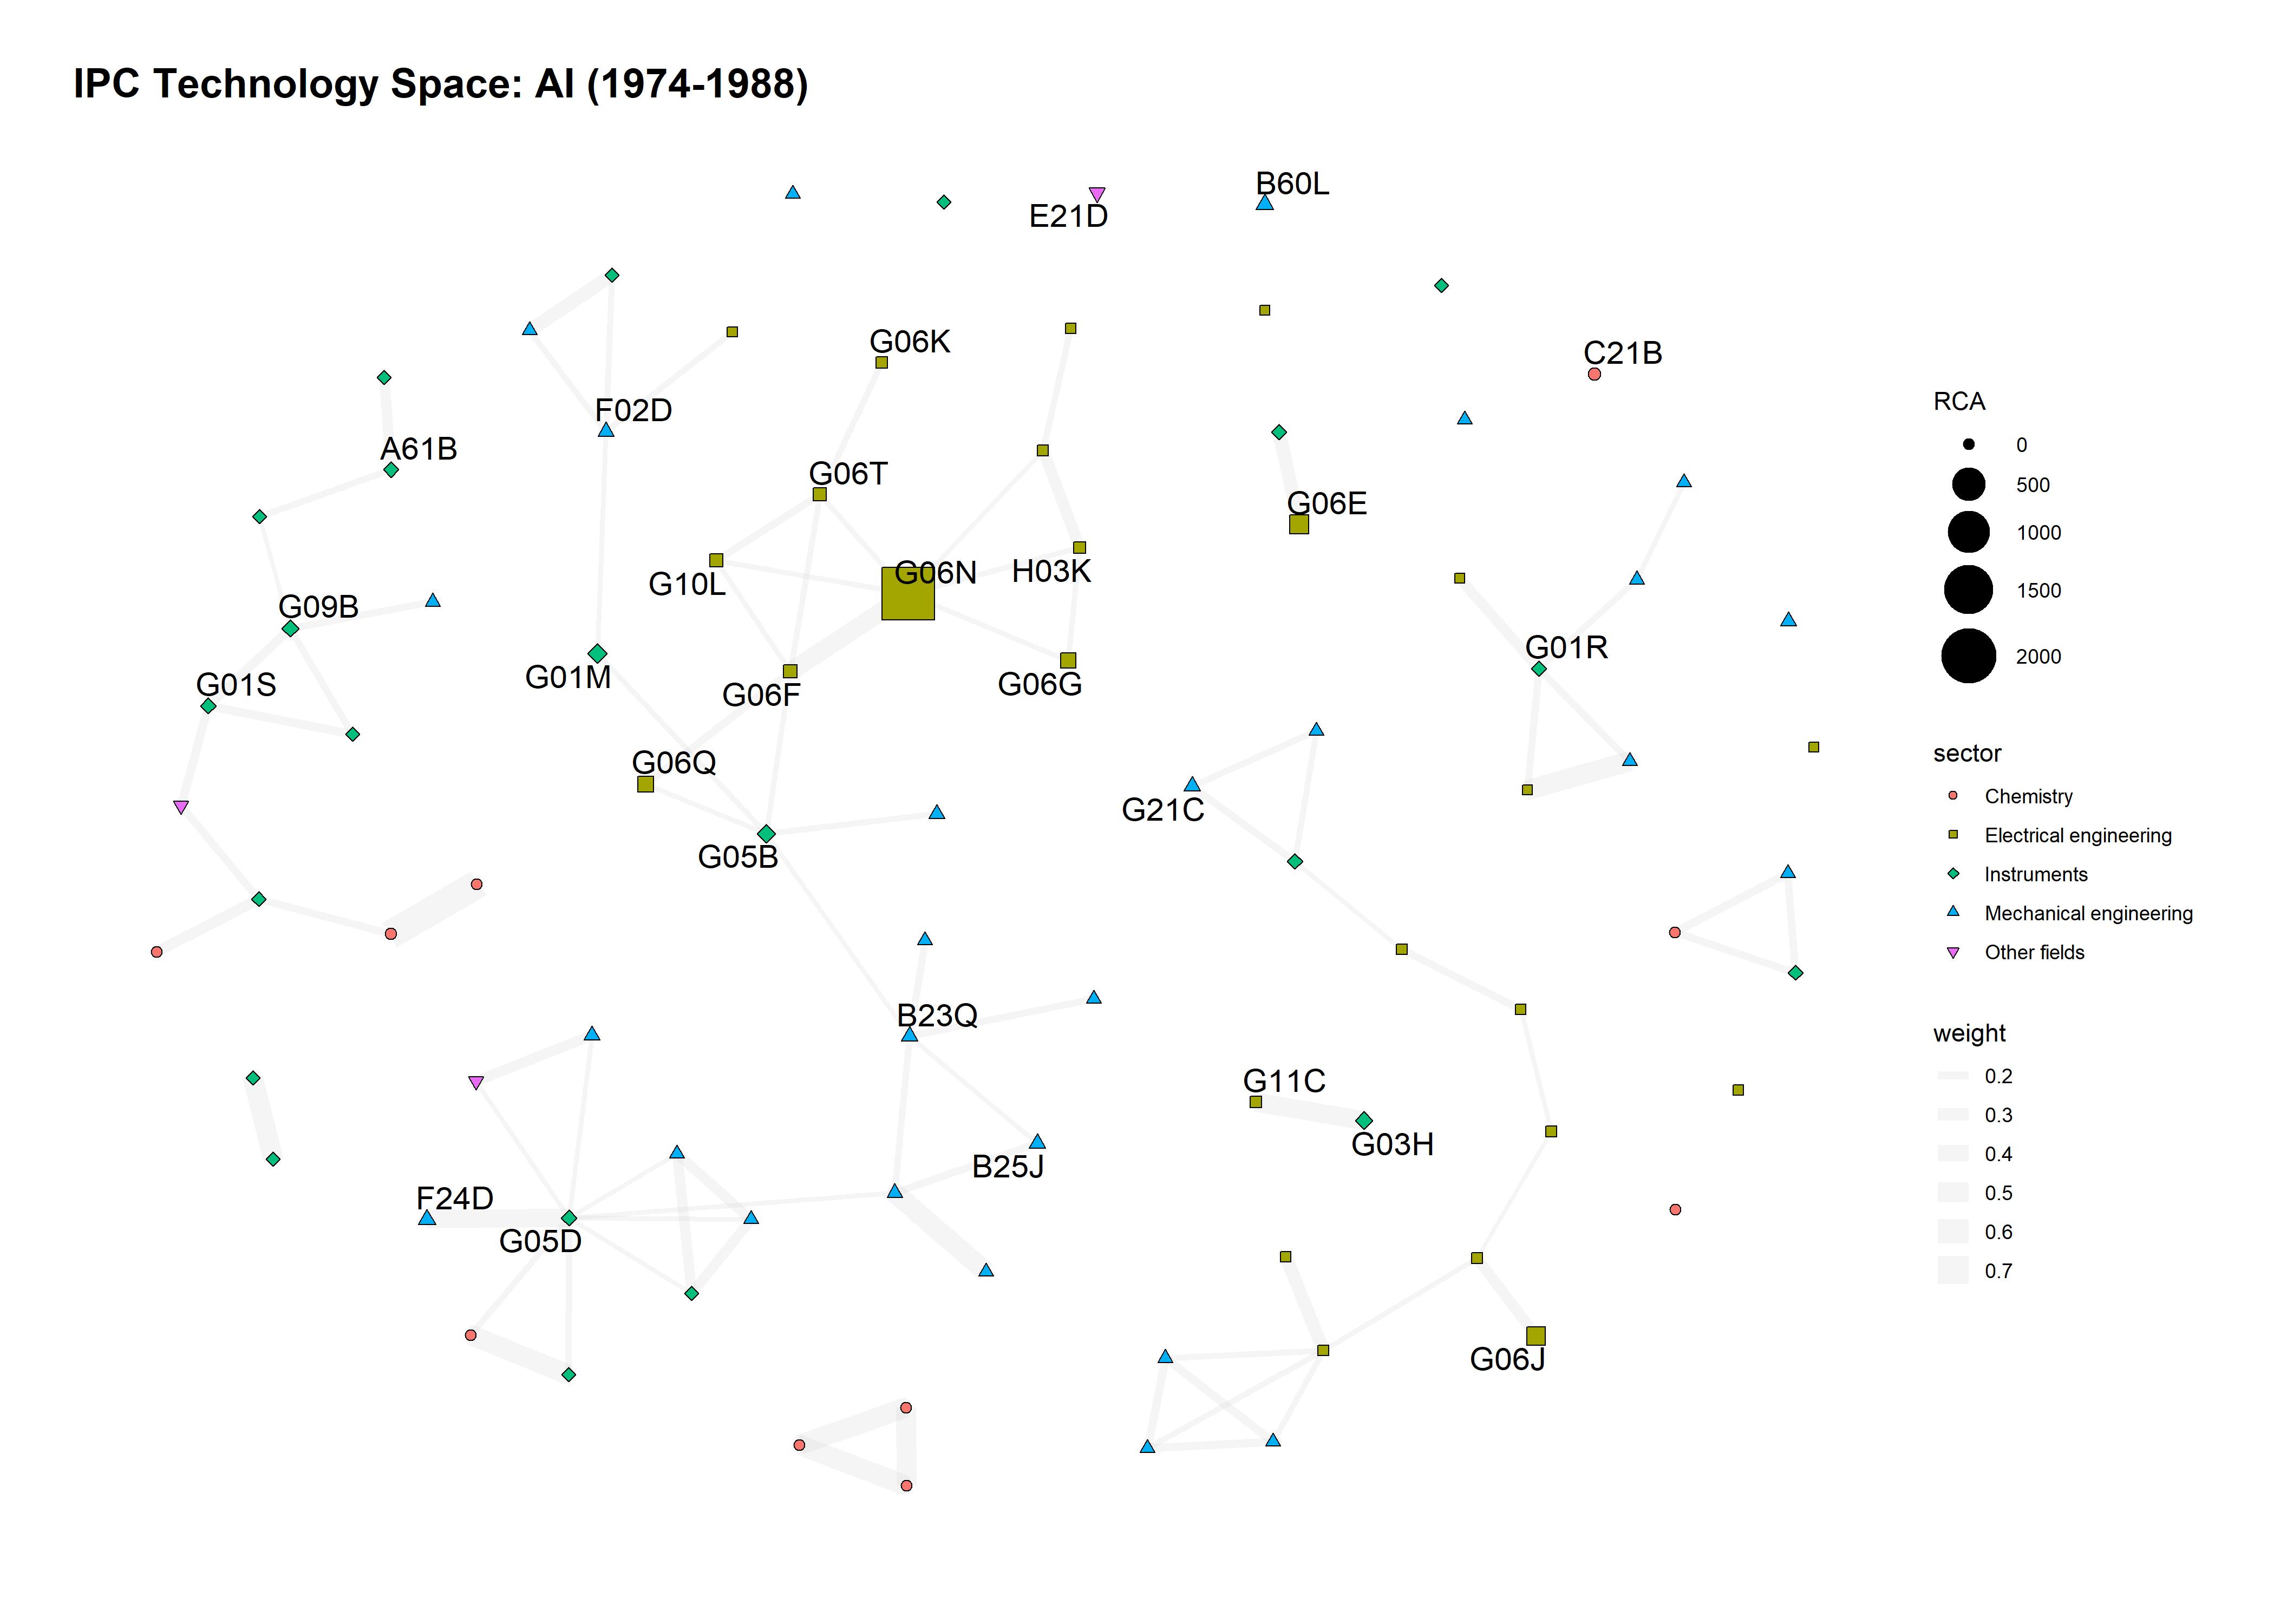 IPC Technology Space: AI (1974-1988)
B60L
E21D
G06K
C21B
F02D
A61B
G06T
G06E
G06N
H03K
G10L
G09B
G01R
G01M
G01S
G06G
G06F
G06Q
G21C
G05B
B23Q
G11C
G03H
B25J
F24D
G05D
G06J
RCA
0
500
1000
1500
2000
sector
Chemistry
Electrical engineering
Instruments
Mechanical engineering
Other fields
weight
0.2
0.3
0.4
0.5
0.6
0.7